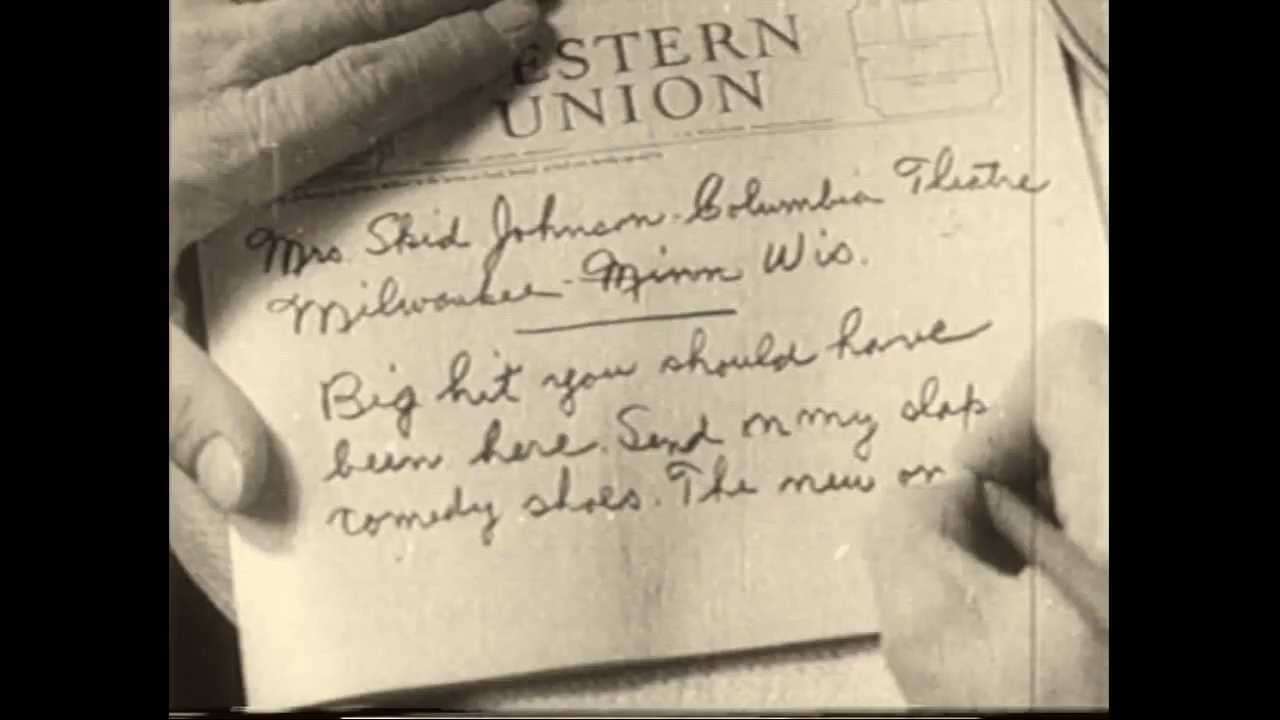 ESTERN
UNION
Mrs Skid Johnson - Columbia Theatre
Milwaukee - Minn Wis.
Big hit you should have
been here. Send on my slap
comedy shoes. The new on